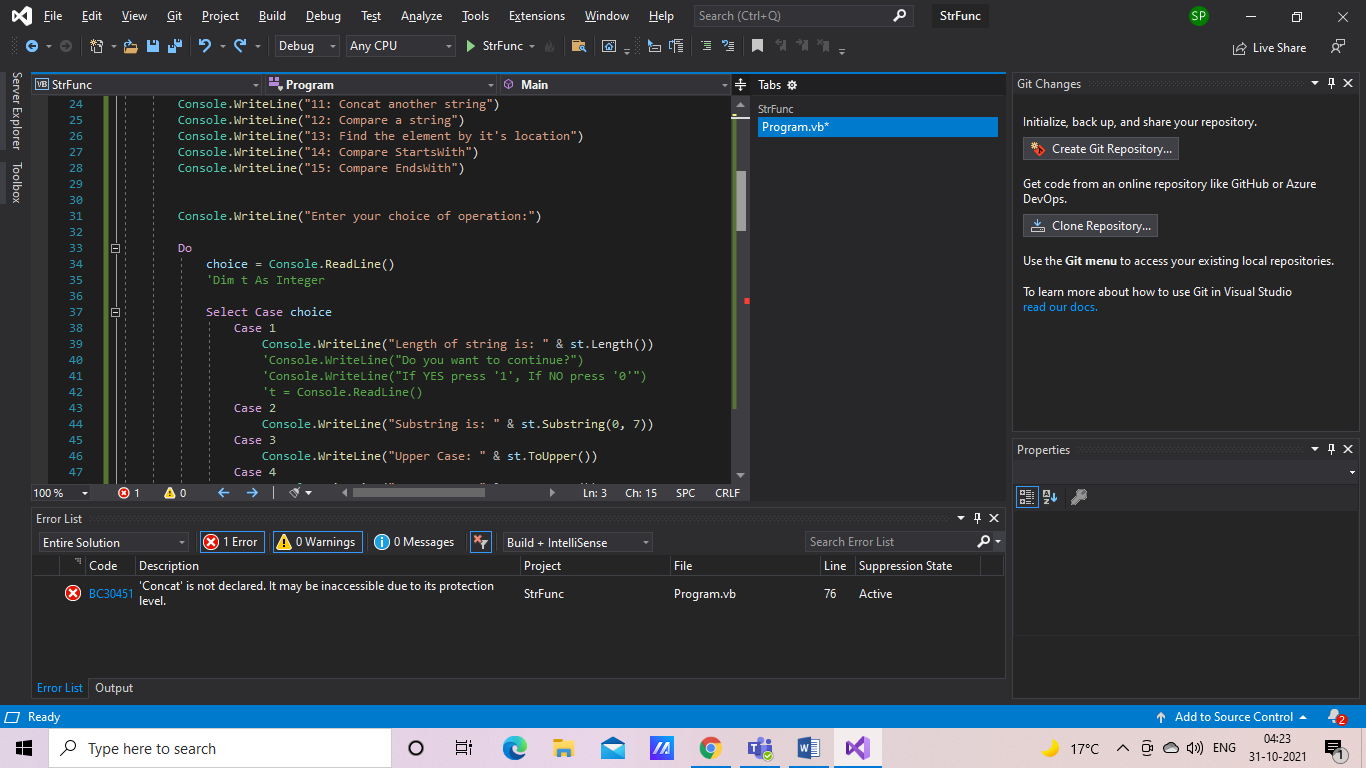 File Edit View Git Project Build Debug Test Analyze Tools Extensions Window Help Search (Ctrl+Q) StrFunc SP
Debug Any CPU StrFunc Live Share
Server Explorer
Toolbox
VB StrFunc Program Main
24 Console.WriteLine("11: Concat another string")
25 Console.WriteLine("12: Compare a string")
26 Console.WriteLine("13: Find the element by it's location")
27 Console.WriteLine("14: Compare StartsWith")
28 Console.WriteLine("15: Compare EndsWith")
29
30
31 Console.WriteLine("Enter your choice of operation:")
32
33 Do
34 choice = Console.ReadLine()
35 'Dim t As Integer
36
37 Select Case choice
38 Case 1
39 Console.WriteLine("Length of string is: " & st.Length())
40 'Console.WriteLine("Do you want to continue?")
41 'Console.WriteLine("If YES press '1', If NO press '0'")
42 't = Console.ReadLine()
43 Case 2
44 Console.WriteLine("Substring is: " & st.Substring(0, 7))
45 Case 3
46 Console.WriteLine("Upper Case: " & st.ToUpper())
47 Case 4
100 % 1 0 Ln: 3 Ch: 15 SPC CRLF
Tabs
StrFunc
Program.vb*
Git Changes
Initialize, back up, and share your repository.
Create Git Repository...
Get code from an online repository like GitHub or Azure
DevOps.
Clone Repository...
Use the Git menu to access your existing local repositories.
To learn more about how to use Git in Visual Studio
read our docs.
Properties
Error List
Entire Solution 1 Error 0 Warnings 0 Messages Build + IntelliSense Search Error List
Code Description Project File Line Suppression State
BC30451 'Concat' is not declared. It may be inaccessible due to its protection
level. StrFunc Program.vb 76 Active
Error List Output
Ready Add to Source Control 2
Type here to search 17°C ENG 04:23
31-10-2021 1